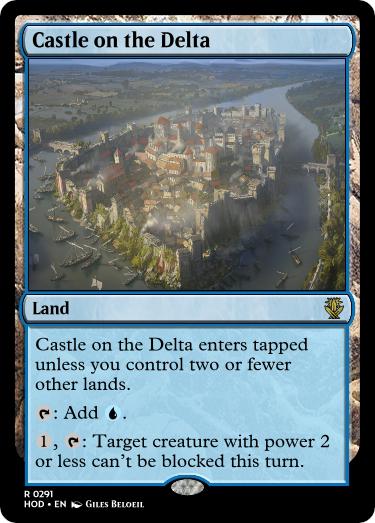 Castle on the Delta
Land
Castle on the Delta enters tapped
unless you control two or fewer
other lands.
: Add .
1 , : Target creature with power 2
or less can't be blocked this turn.
R 0291
HOD • EN GILES BELOEIL